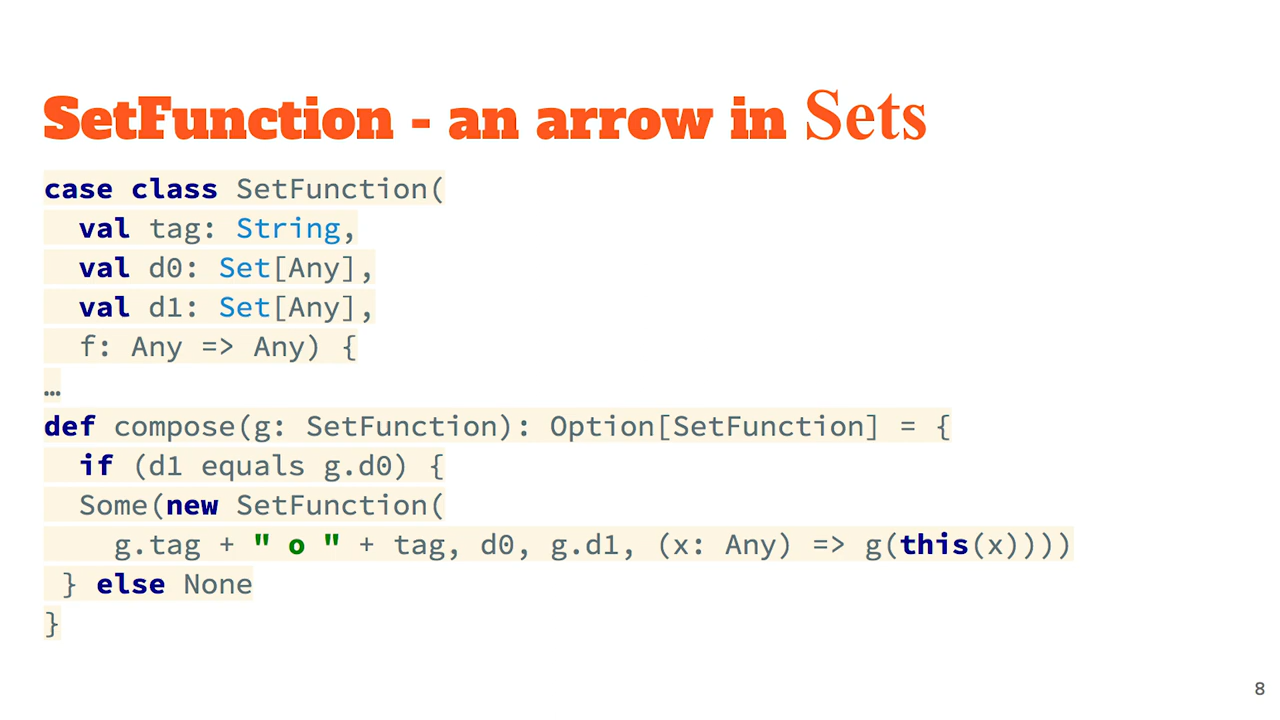 SetFunction - an arrow in Sets
case class SetFunction(
  val tag: String,
  val d0: Set[Any],
  val d1: Set[Any],
  f: Any => Any) {
…
def compose(g: SetFunction): Option[SetFunction] = {
  if (d1 equals g.d0) {
  Some(new SetFunction(
    g.tag + " o " + tag, d0, g.d1, (x: Any) => g(this(x))))
 } else None
}
8